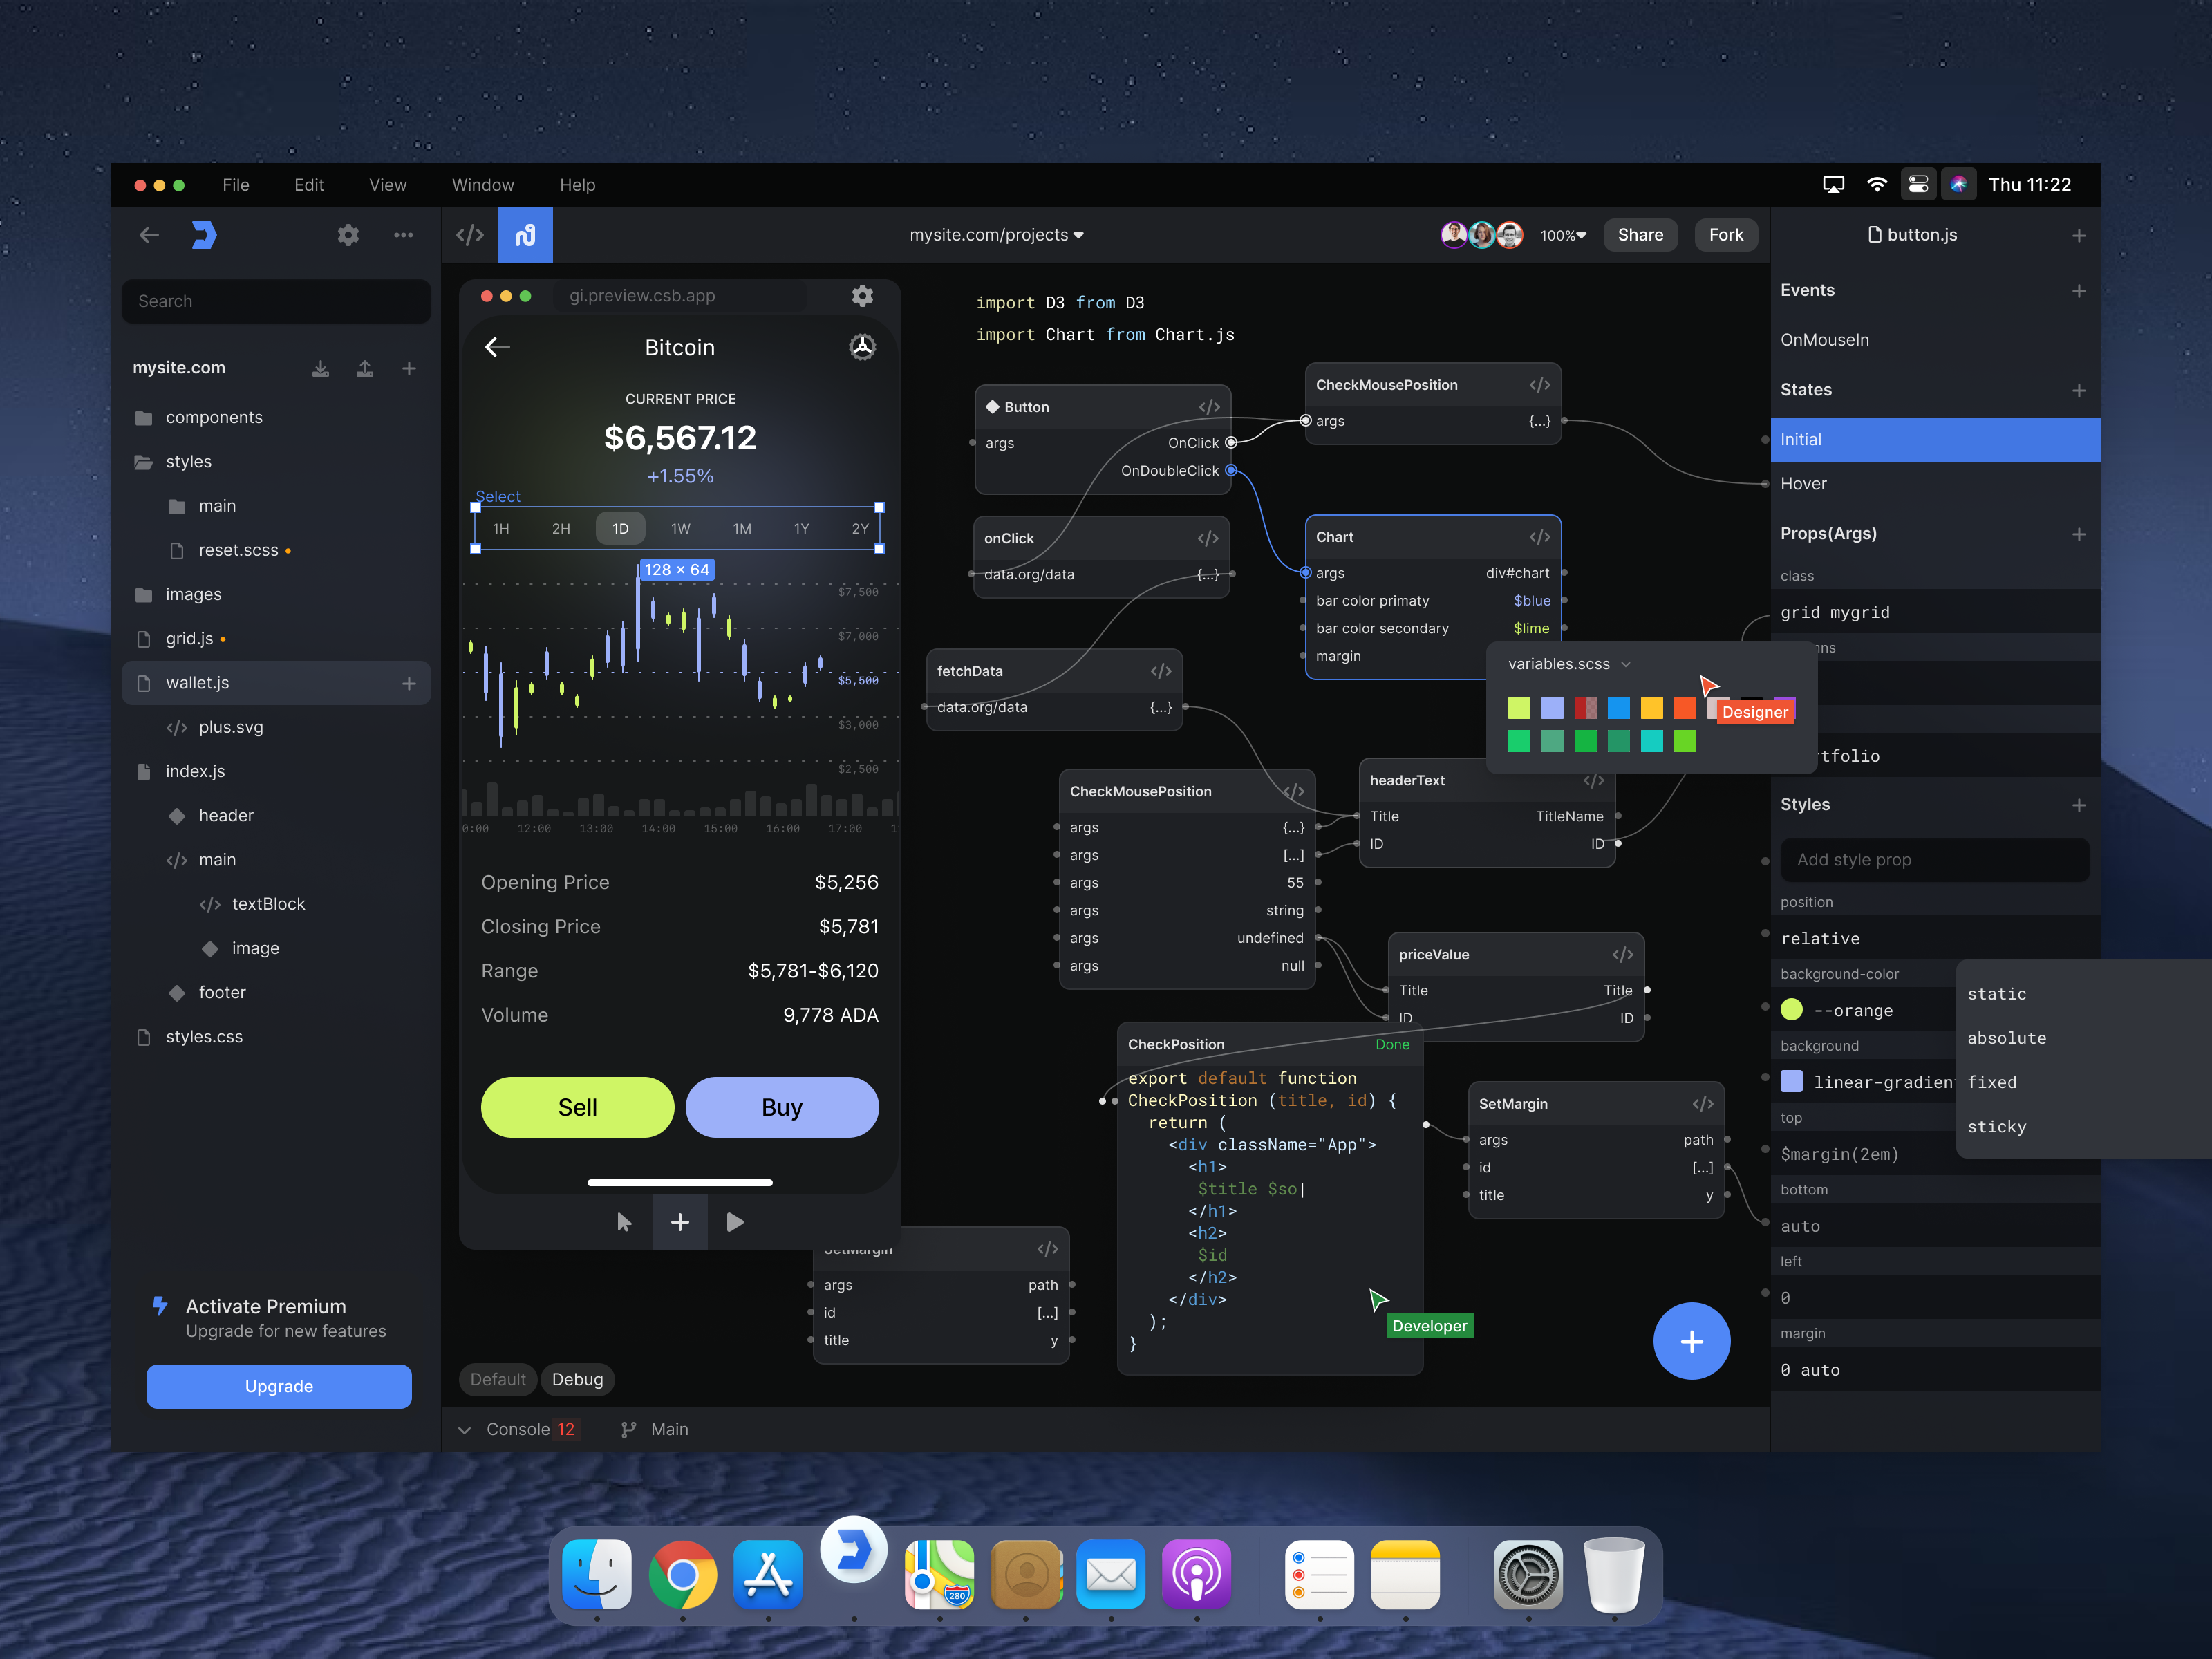 File Edit View Window Help Thu 11:22
mysite.com/projects 100% Share Fork
button.js
Search
mysite.com
components
styles
main
reset.scss
images
grid.js
wallet.js
plus.svg
index.js
header
main
textBlock
image
footer
styles.css
Activate Premium
Upgrade for new features
Upgrade
gi.preview.csb.app
Bitcoin
CURRENT PRICE
$6,567.12
+1.55%
Select
1H 2H 1D 1W 1M 1Y 2Y
128 × 64
$7,500
$7,000
$5,500
$3,000
$2,500
0:00 12:00 13:00 14:00 15:00 16:00 17:00 1
Opening Price $5,256
Closing Price $5,781
Range $5,781-$6,120
Volume 9,778 ADA
Sell Buy
Default Debug
Console 12 Main
import D3 from D3
import Chart from Chart.js
Button
args OnClick
OnDoubleClick
CheckMousePosition
args {...}
onClick
data.org/data {...}
Chart
args div#chart
bar color primaty $blue
bar color secondary $lime
margin
fetchData
data.org/data {...}
variables.scss
Designer
CheckMousePosition
args {...}
args [...]
args 55
args string
args undefined
args null
headerText
Title TitleName
ID ID
priceValue
Title Title
ID ID
CheckPosition Done
export default function
CheckPosition (title, id) {
return (
<div className="App">
<h1>
$title $so|
</h1>
<h2>
$id
</h2>
</div>
);
}
Developer
SetMargin
args path
id [...]
title y
SetMargin
args path
id [...]
title y
Events
OnMouseIn
States
Initial
Hover
Props(Args)
class
grid mygrid
ns
tfolio
Styles
Add style prop
position
relative
background-color
--orange
background
linear-gradien
top
$margin(2em)
bottom
auto
left
0
margin
0 auto
static
absolute
fixed
sticky
280